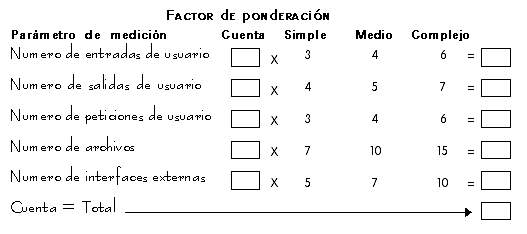 Factor de ponderación
Parámetro de medición Cuenta Simple Medio Complejo
Numero de entradas de usuario x 3 4 6 =
Numero de salidas de usuario x 4 5 7 =
Numero de peticiones de usuario x 3 4 6 =
Numero de archivos x 7 10 15 =
Numero de interfaces externas x 5 7 10 =
Cuenta = Total